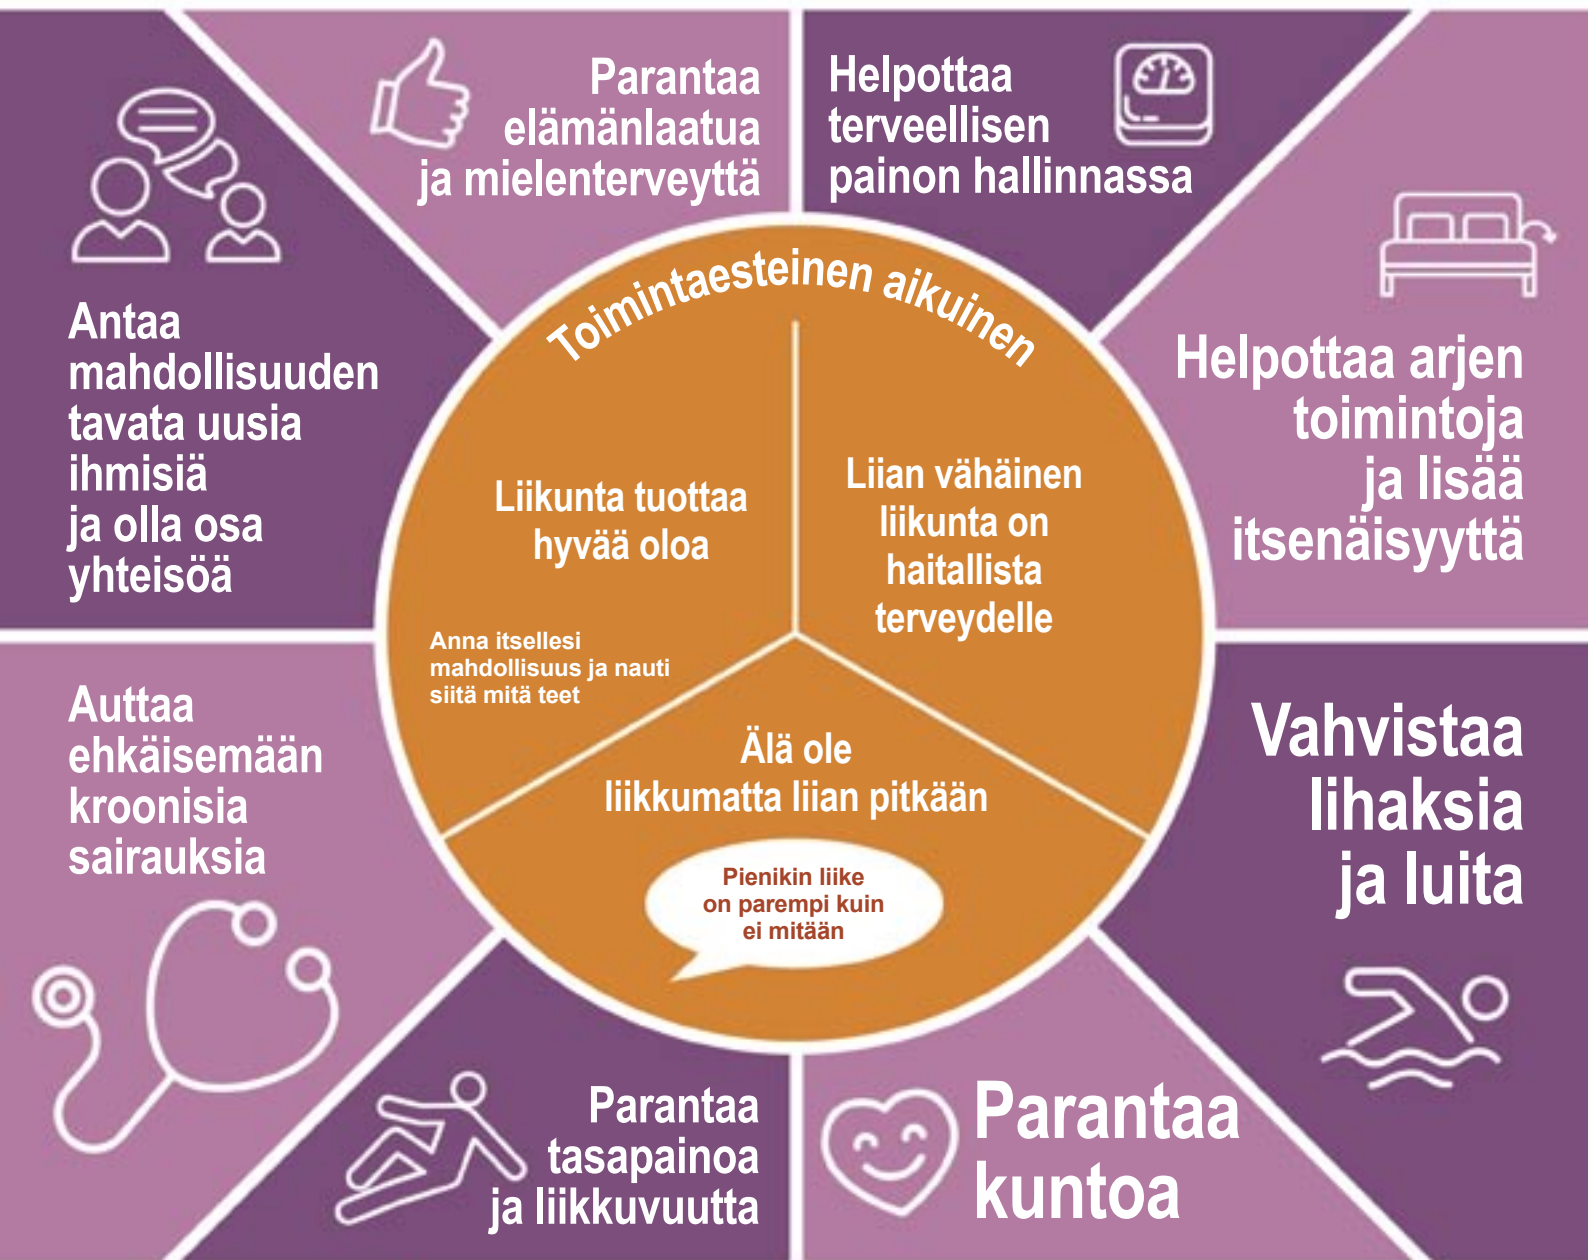 Parantaa
elämänlaatua
ja mielenterveyttä
Helpottaa
terveellisen
painon hallinnassa
Antaa
mahdollisuuden
tavata uusia
ihmisiä
ja olla osa
yhteisöä
Helpottaa arjen
toimintoja
ja lisää
itsenäisyyttä
Toimintaesteinen aikuinen
Liikunta tuottaa
hyvää oloa
Anna itsellesi
mahdollisuus ja nauti
siitä mitä teet
Liian vähäinen
liikunta on
haitallista
terveydelle
Älä ole
liikkumatta liian pitkään
Pienikin liike
on parempi kuin
ei mitään
Auttaa
ehkäisemään
kroonisia
sairauksia
Vahvistaa
lihaksia
ja luita
Parantaa
tasapainoa
ja liikkuvuutta
Parantaa
kuntoa